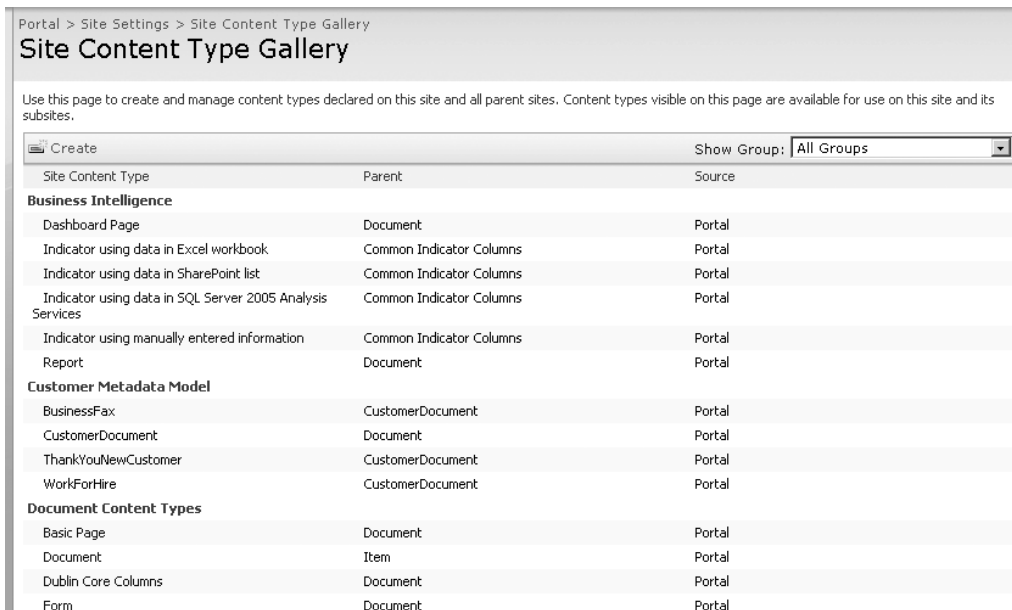 Portal > Site Settings > Site Content Type Gallery
Site Content Type Gallery
Use this page to create and manage content types declared on this site and all parent sites. Content types visible on this page are available for use on this site and its
subsites.
Create Show Group: All Groups
Site Content Type Parent Source
Business Intelligence
Dashboard Page Document Portal
Indicator using data in Excel workbook Common Indicator Columns Portal
Indicator using data in SharePoint list Common Indicator Columns Portal
Indicator using data in SQL Server 2005 Analysis Common Indicator Columns Portal
Services
Indicator using manually entered information Common Indicator Columns Portal
Report Document Portal
Customer Metadata Model
BusinessFax CustomerDocument Portal
CustomerDocument Document Portal
ThankYouNewCustomer CustomerDocument Portal
WorkForHire CustomerDocument Portal
Document Content Types
Basic Page Document Portal
Document Item Portal
Dublin Core Columns Document Portal
Form Document Portal